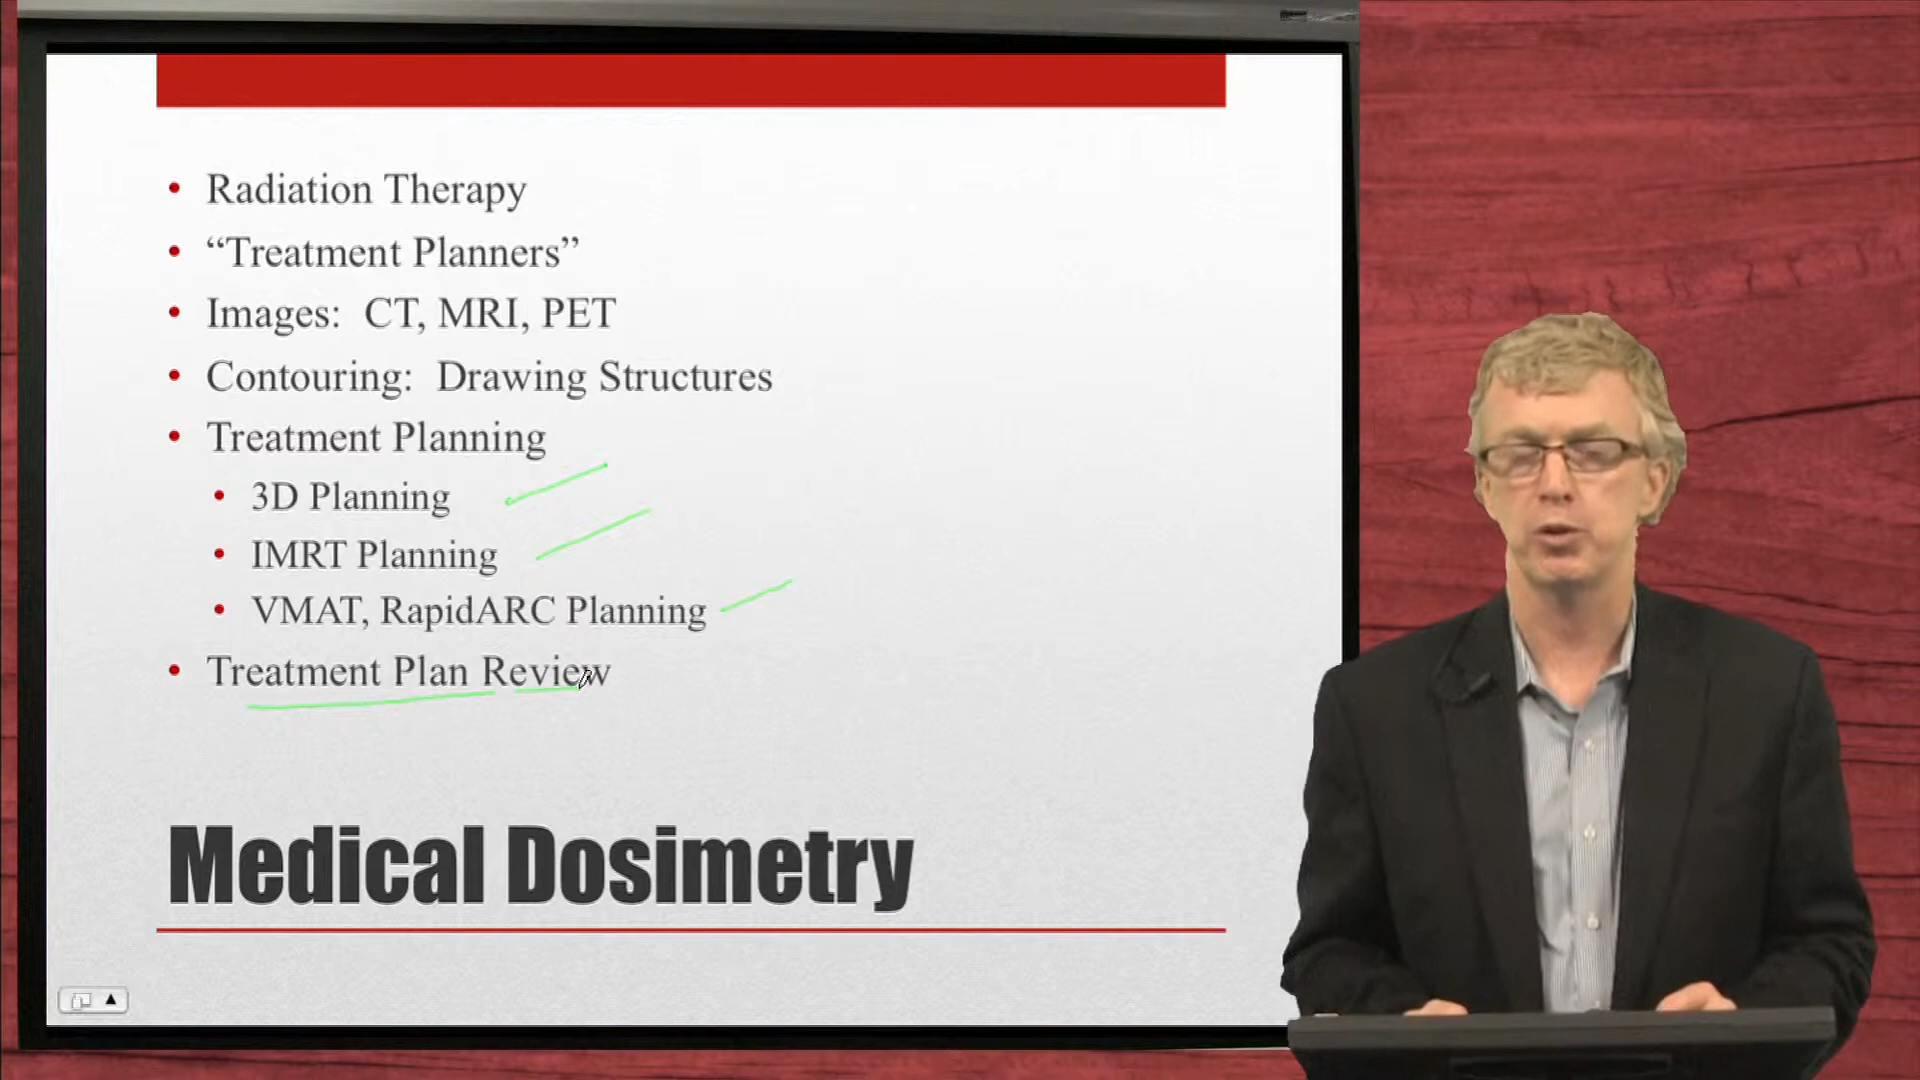 • Radiation Therapy
• “Treatment Planners”
• Images: CT, MRI, PET
• Contouring: Drawing Structures
• Treatment Planning
• 3D Planning
• IMRT Planning
• VMAT, RapidARC Planning
• Treatment Plan Review
Medical Dosimetry